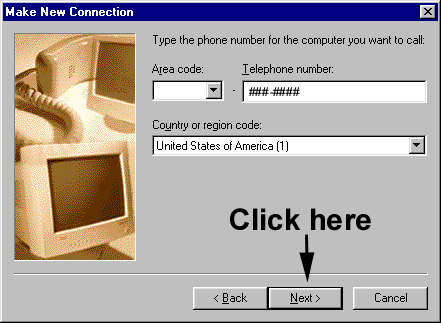 Make New Connection
Type the phone number for the computer you want to call:
Area code: Telephone number:
- ###-####
Country or region code:
United States of America (1)
Click here
< Back Next > Cancel